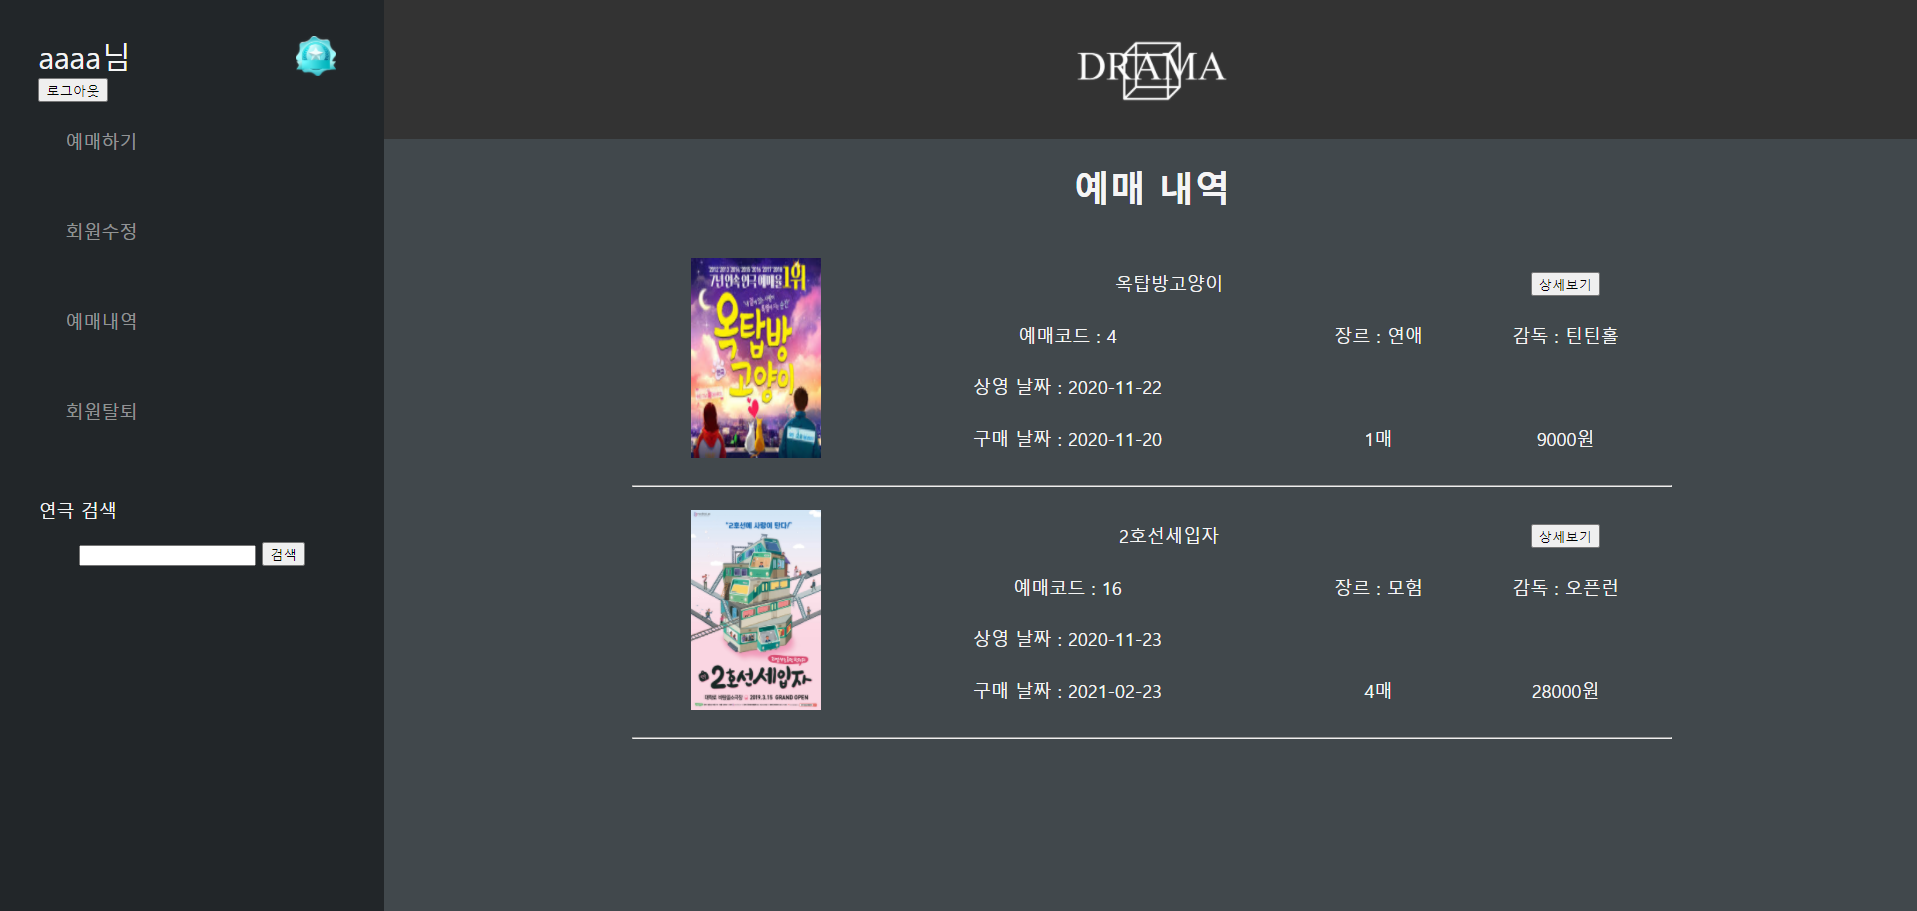 aaaa님
로그아웃
예매하기
회원수정
예매내역
회원탈퇴
연극 검색
검색
DRAMA
예매 내역
7년 연속 연극 예매율 1위
옥탑방
고양이
옥탑방고양이
상세보기
예매코드 : 4
장르 : 연애
감독 : 틴틴홀
상영 날짜 : 2020-11-22
구매 날짜 : 2020-11-20
1매
9000원
"2호선에 사람이 탄다!"
2호선세입자
2019.3.15 GRAND OPEN
2호선세입자
상세보기
예매코드 : 16
장르 : 모험
감독 : 오픈런
상영 날짜 : 2020-11-23
구매 날짜 : 2021-02-23
4매
28000원